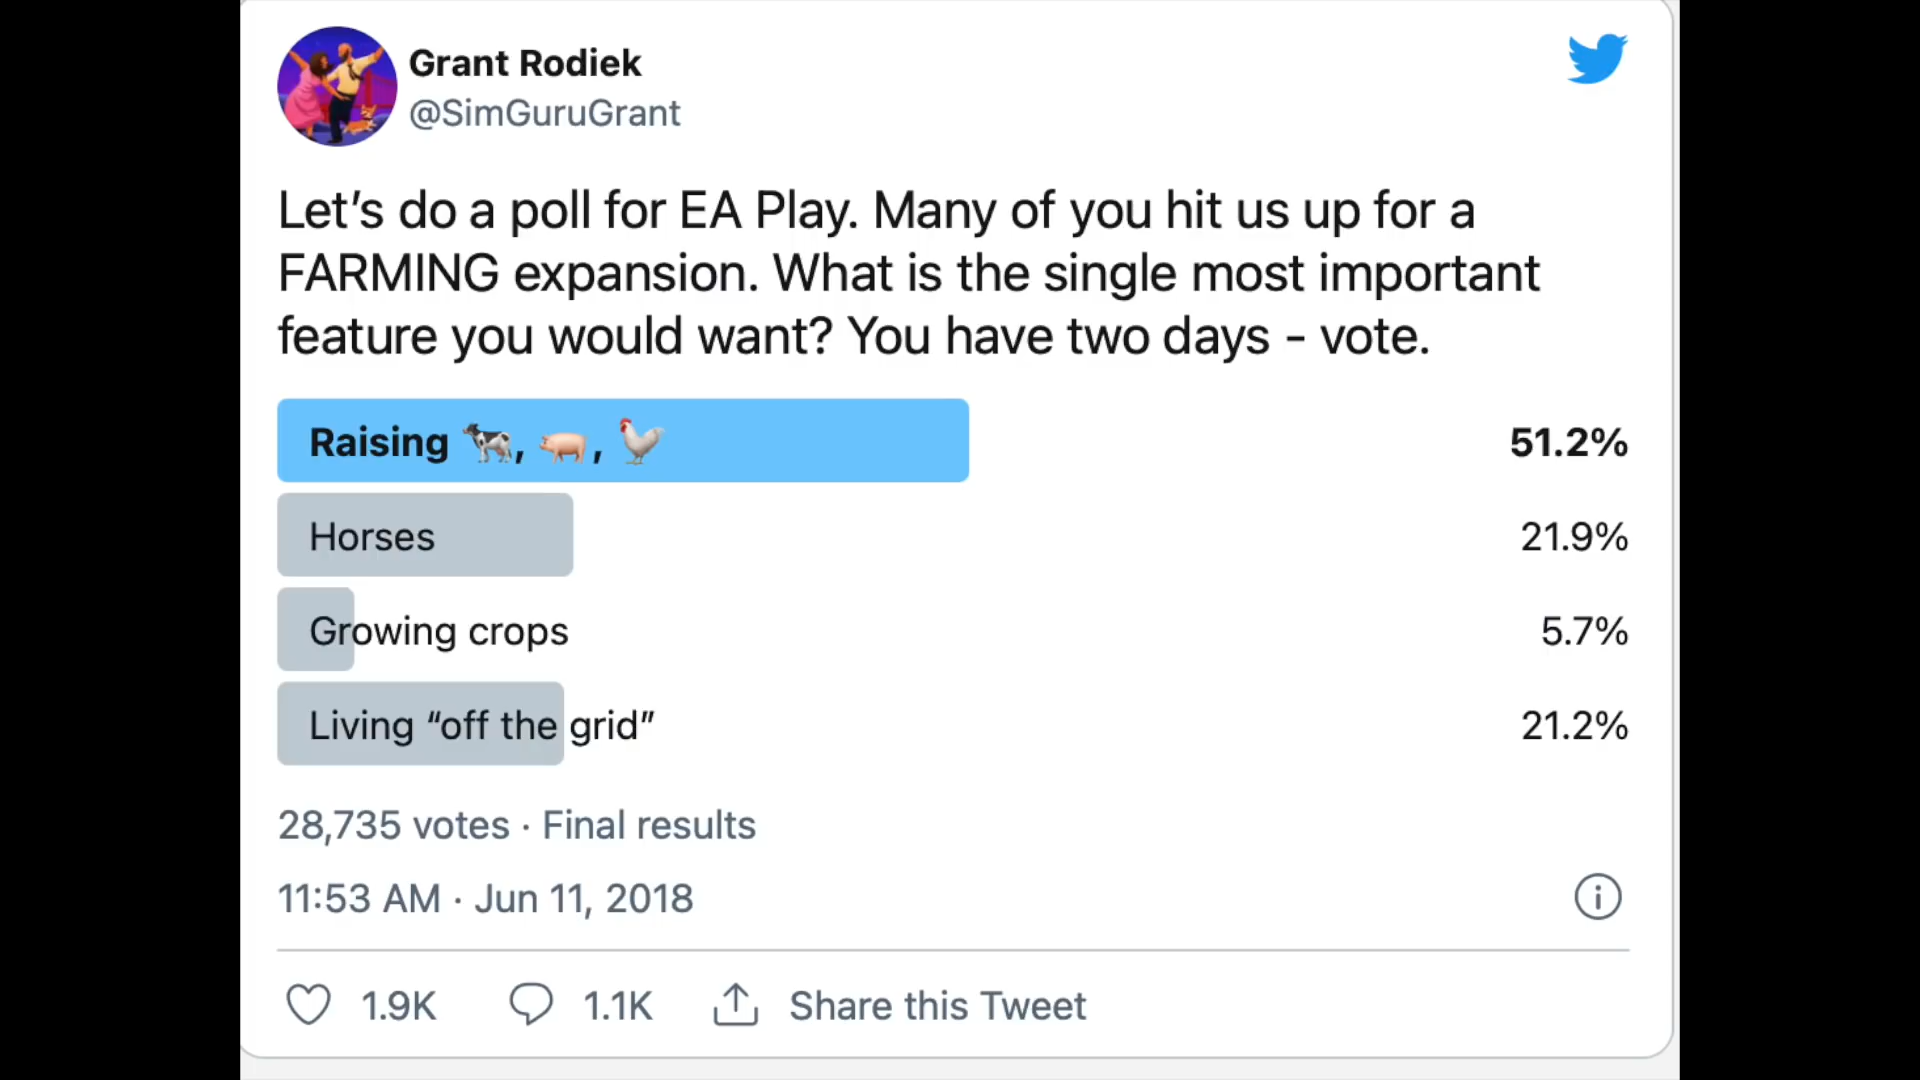 Grant Rodiek
@SimGuruGrant
Let’s do a poll for EA Play. Many of you hit us up for a
FARMING expansion. What is the single most important
feature you would want? You have two days - vote.
Raising 🐄, 🐖, 🐓 51.2%
Horses 21.9%
Growing crops 5.7%
Living “off the grid” 21.2%
28,735 votes · Final results
11:53 AM · Jun 11, 2018
1.9K 1.1K Share this Tweet